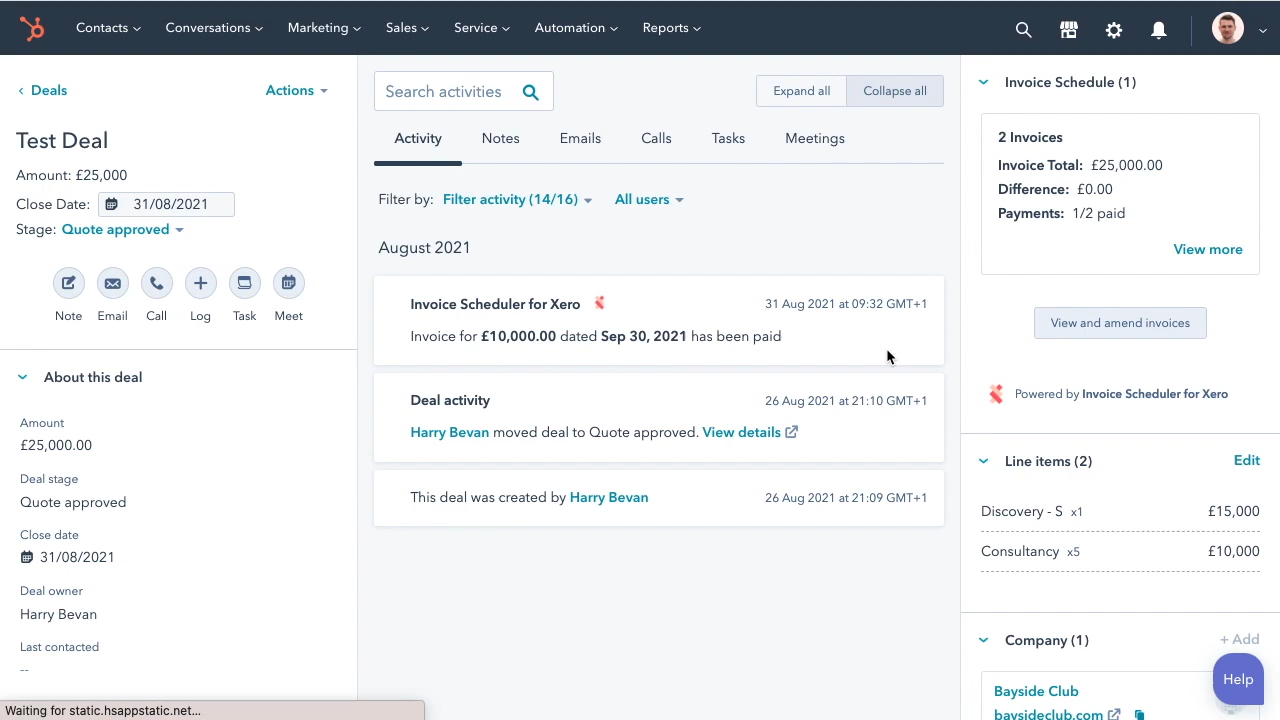 Contacts
Conversations
Marketing
Sales
Service
Automation
Reports
Deals
Actions
Test Deal
Amount: £25,000
Close Date: 31/08/2021
Stage: Quote approved
Note
Email
Call
Log
Task
Meet
About this deal
Amount
£25,000.00
Deal stage
Quote approved
Close date
31/08/2021
Deal owner
Harry Bevan
Last contacted
--
Waiting for static.hsappstatic.net...
Search activities
Expand all
Collapse all
Activity
Notes
Emails
Calls
Tasks
Meetings
Filter by: Filter activity (14/16) All users
August 2021
Invoice Scheduler for Xero 31 Aug 2021 at 09:32 GMT+1
Invoice for £10,000.00 dated Sep 30, 2021 has been paid
Deal activity 26 Aug 2021 at 21:10 GMT+1
Harry Bevan moved deal to Quote approved. View details
This deal was created by Harry Bevan 26 Aug 2021 at 21:09 GMT+1
Invoice Schedule (1)
2 Invoices
Invoice Total: £25,000.00
Difference: £0.00
Payments: 1/2 paid
View more
View and amend invoices
Powered by Invoice Scheduler for Xero
Line items (2) Edit
Discovery - S x1 £15,000
Consultancy x5 £10,000
Company (1) + Add
Bayside Club
baysideclub.com
Help